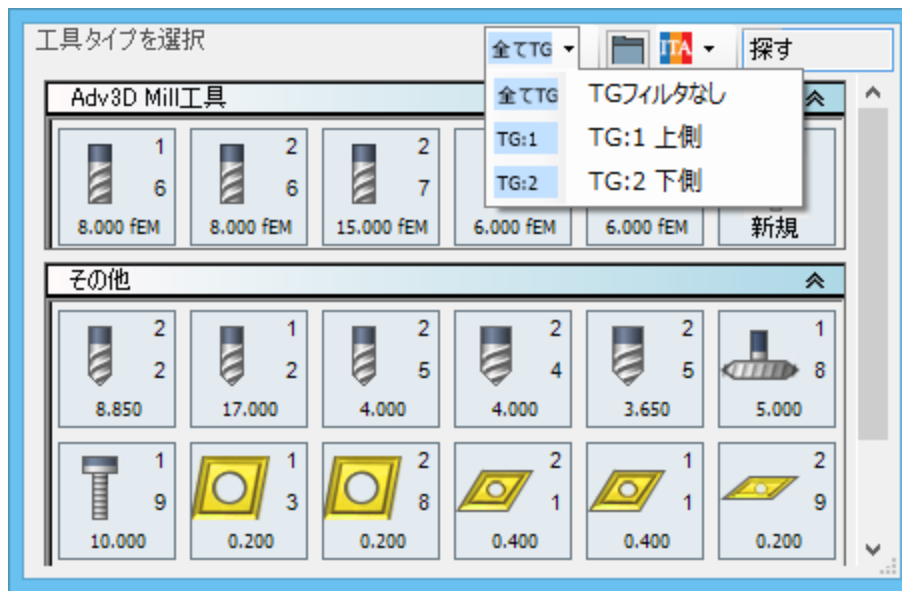 工具タイプを選択
全てTG
ITA
探す
全てTG TGフィルタなし
TG:1 TG:1 上側
TG:2 TG:2 下側
Adv3D Mill工具
1 2 2
6 6 7
8.000 fEM 8.000 fEM 15.000 fEM 6.000 fEM 6.000 fEM 新規
その他
2 1 2 2 2 1
2 2 5 4 5 8
8.850 17.000 4.000 4.000 3.650 5.000
1 1 2 2 1 2
9 3 8 1 1 9
10.000 0.200 0.200 0.400 0.400 0.200